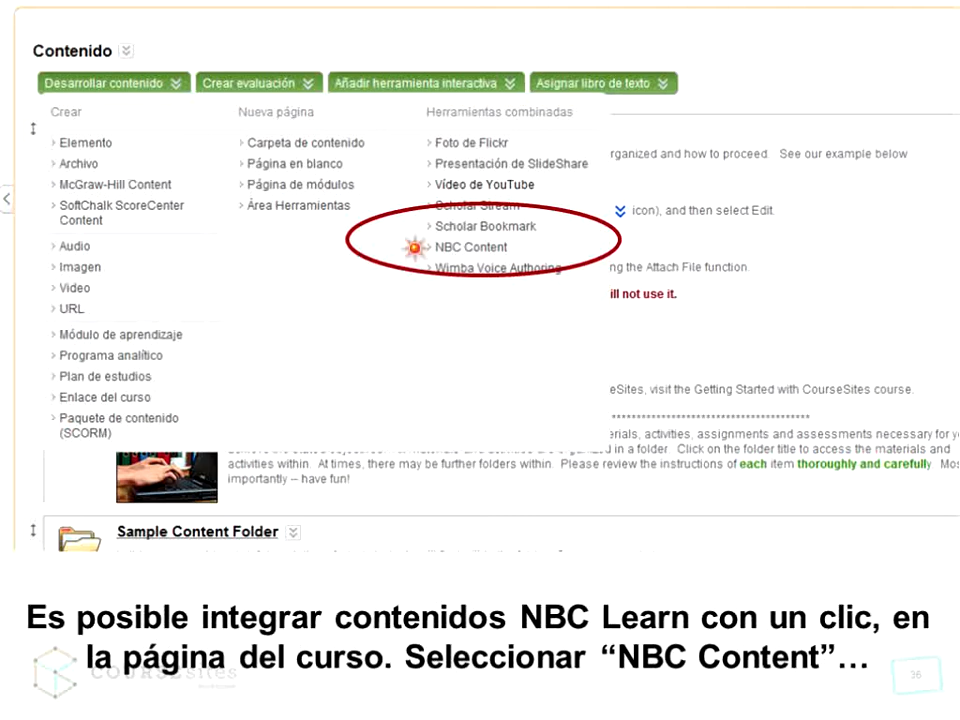 Contenido
Desarrollar contenido
Crear evaluación
Añadir herramienta interactiva
Asignar libro de texto
Crear
Elemento
Archivo
McGraw-Hill Content
SoftChalk ScoreCenter
Content
Audio
Imagen
Video
URL
Módulo de aprendizaje
Programa analítico
Plan de estudios
Enlace del curso
Paquete de contenido
(SCORM)
Nueva página
Carpeta de contenido
Página en blanco
Página de módulos
Área Herramientas
Herramientas combinadas
Foto de Flickr
Presentación de SlideShare
Vídeo de YouTube
Scholar Stream
Scholar Bookmark
NBC Content
Wimba Voice Authoring
rganized and how to proceed. See our example below
icon), and then select Edit.
ng the Attach File function.
ill not use it.
eSites, visit the Getting Started with CourseSites course.
*****************************************
erials, activities, assignments and assessments necessary for y
d in a folder. Click on the folder title to access the materials and
activities within. At times, there may be further folders within. Please review the instructions of each item thoroughly and carefully. Mos
importantly -- have fun!
Sample Content Folder
Es posible integrar contenidos NBC Learn con un clic, en
la página del curso. Seleccionar “NBC Content”…
COURSEsites
36